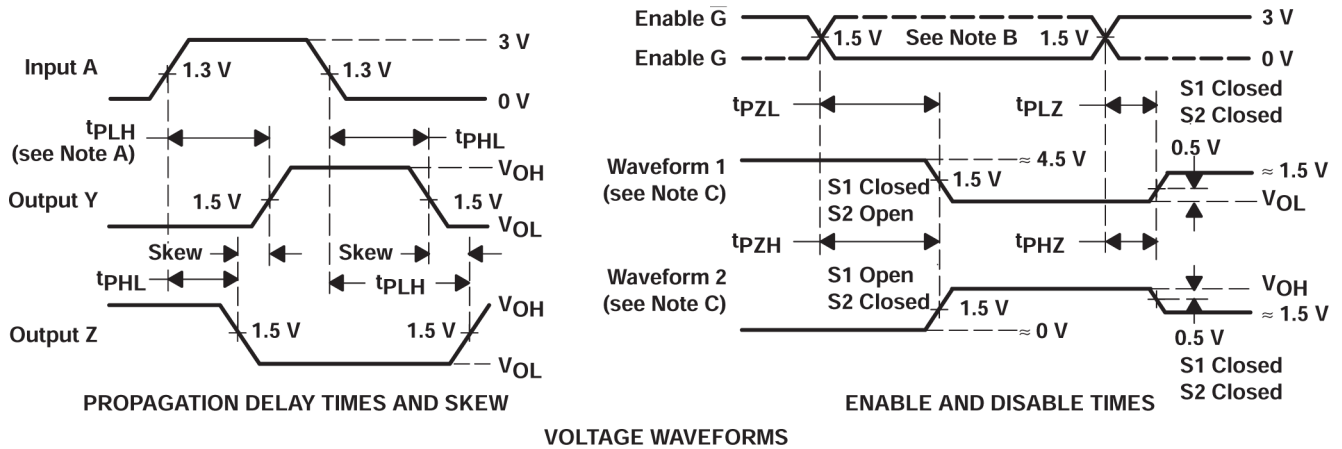 Input A
1.3 V
1.3 V
3 V
0 V
tPLH
(see Note A)
tPHL
Output Y
1.5 V
1.5 V
VOH
VOL
Skew
Skew
tPHL
tPLH
Output Z
1.5 V
1.5 V
VOH
VOL
PROPAGATION DELAY TIMES AND SKEW
Enable G̅
Enable G
1.5 V
See Note B
1.5 V
3 V
0 V
tPZL
tPLZ
S1 Closed
S2 Closed
Waveform 1
(see Note C)
≈ 4.5 V
1.5 V
S1 Closed
S2 Open
0.5 V
≈ 1.5 V
VOL
tPZH
tPHZ
Waveform 2
(see Note C)
S1 Open
S2 Closed
1.5 V
≈ 0 V
VOH
≈ 1.5 V
0.5 V
S1 Closed
S2 Closed
ENABLE AND DISABLE TIMES
VOLTAGE WAVEFORMS